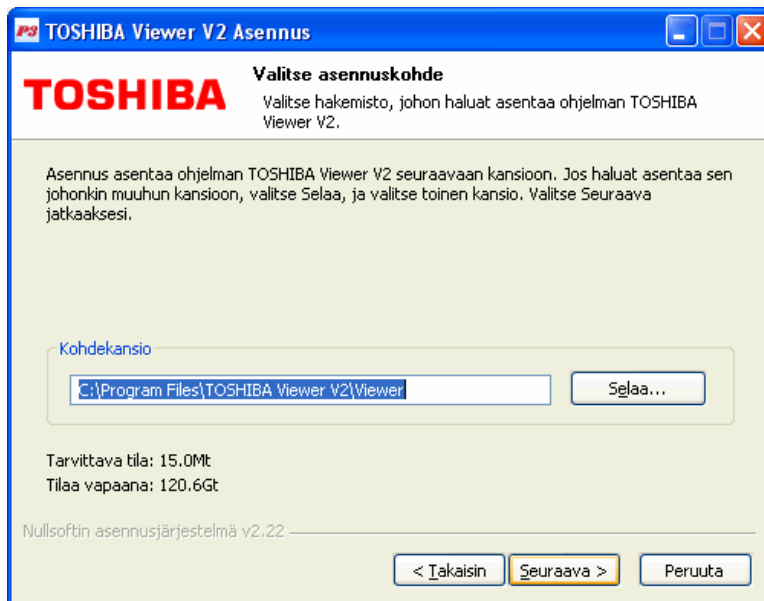 P3 TOSHIBA Viewer V2 Asennus
TOSHIBA
Valitse asennuskohde
Valitse hakemisto, johon haluat asentaa ohjelman TOSHIBA
Viewer V2.
Asennus asentaa ohjelman TOSHIBA Viewer V2 seuraavaan kansioon. Jos haluat asentaa sen
johonkin muuhun kansioon, valitse Selaa, ja valitse toinen kansio. Valitse Seuraava
jatkaaksesi.
Kohdekansio
C:\Program Files\TOSHIBA Viewer V2\Viewer
Selaa...
Tarvittava tila: 15.0Mt
Tilaa vapaana: 120.6Gt
Nullsoftin asennusjärjestelmä v2.22
< Takaisin
Seuraava >
Peruuta